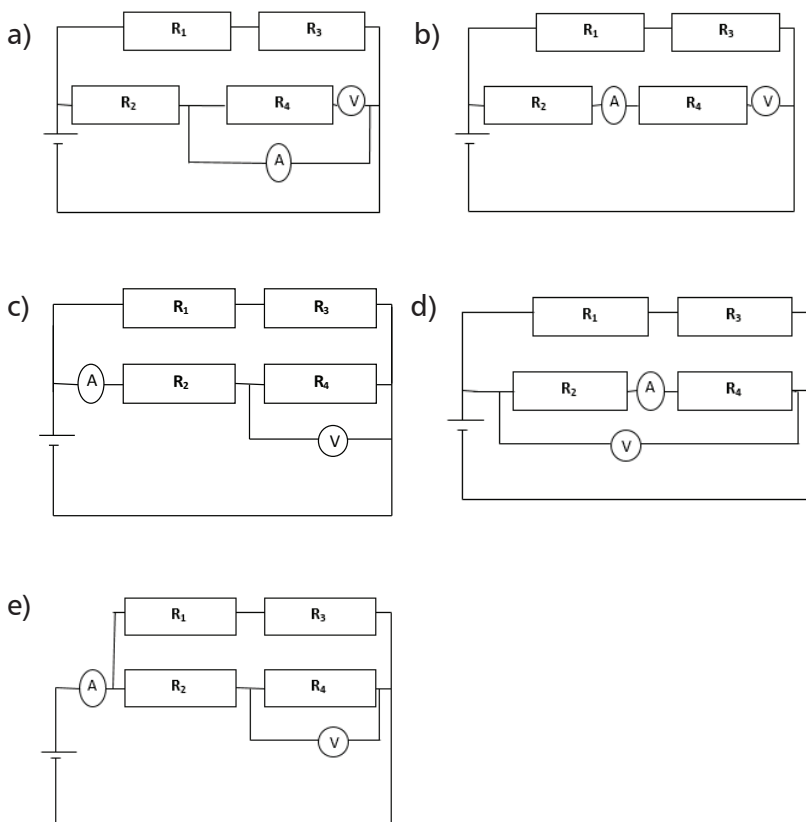 a)
R₁ R₃
R₂ R₄ V
A
b)
R₁ R₃
R₂ A R₄ V
c)
R₁ R₃
A R₂ R₄
V
d)
R₁ R₃
R₂ A R₄
V
e)
R₁ R₃
A R₂ R₄
V